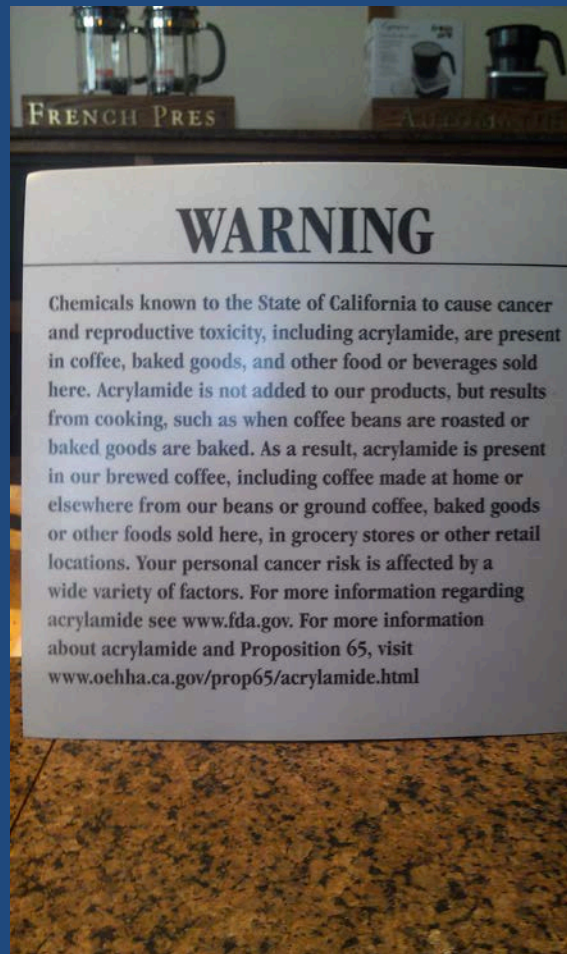 FRENCH PRES
WARNING
Chemicals known to the State of California to cause cancer
and reproductive toxicity, including acrylamide, are present
in coffee, baked goods, and other food or beverages sold
here. Acrylamide is not added to our products, but results
from cooking, such as when coffee beans are roasted or
baked goods are baked. As a result, acrylamide is present
in our brewed coffee, including coffee made at home or
elsewhere from our beans or ground coffee, baked goods
or other foods sold here, in grocery stores or other retail
locations. Your personal cancer risk is affected by a
wide variety of factors. For more information regarding
acrylamide see www.fda.gov. For more information
about acrylamide and Proposition 65, visit
www.oehha.ca.gov/prop65/acrylamide.html